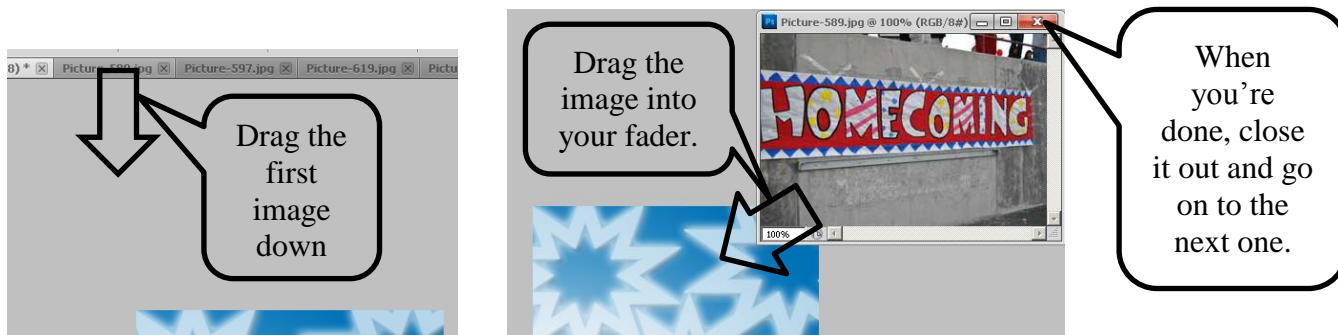 8) *
Picture-589.jpg
Picture-597.jpg
Picture-619.jpg
Pictu
Drag the
first
image
down
Drag the
image into
your fader.
Ps Picture-589.jpg @ 100% (RGB/8#)
HOMECOMING
100%
When
you’re
done, close
it out and go
on to the
next one.